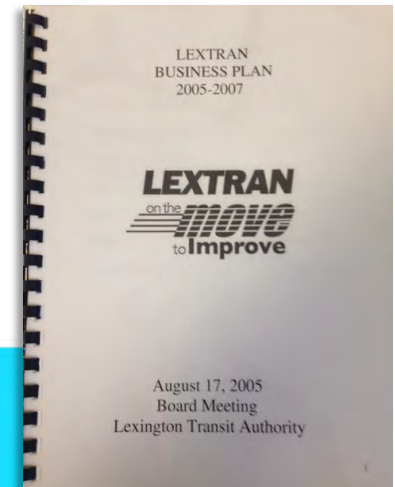 LEXTRAN
BUSINESS PLAN
2005-2007
LEXTRAN
on the move
to Improve
August 17, 2005
Board Meeting
Lexington Transit Authority